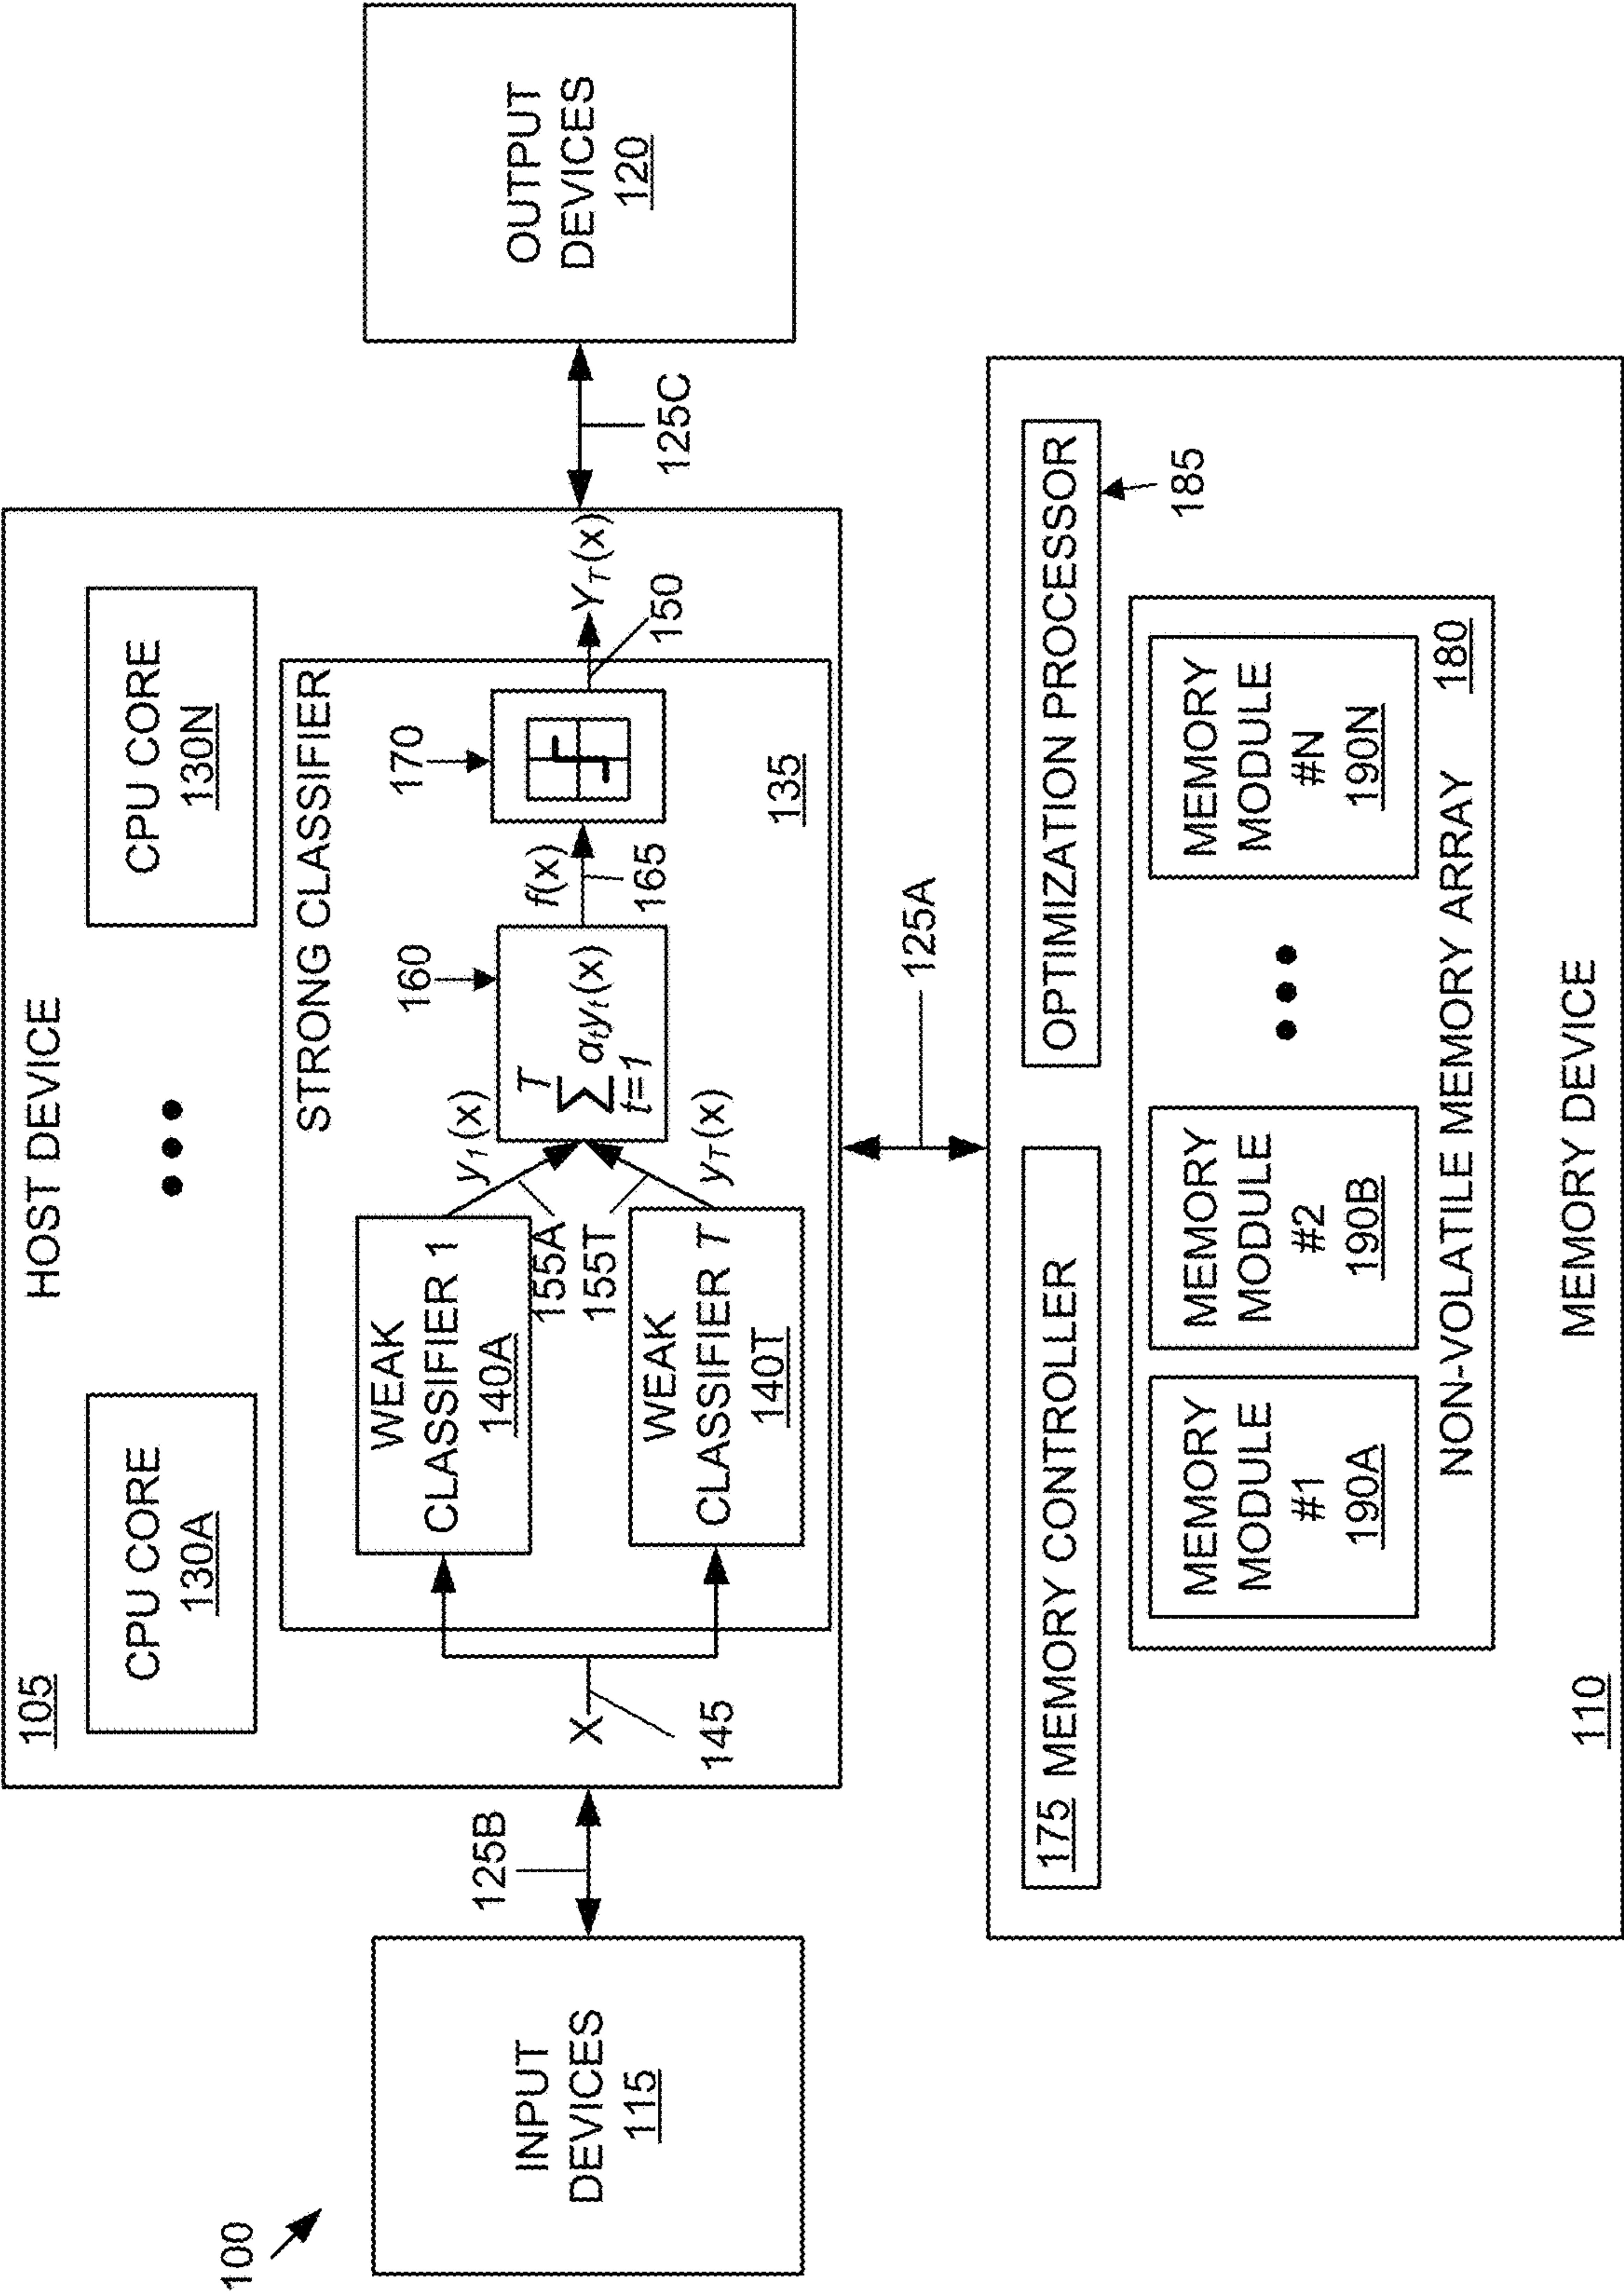 100
INPUT
DEVICES
115
125B
HOST DEVICE
105
CPU CORE
130A
CPU CORE
130N
STRONG CLASSIFIER
135
X
145
WEAK
CLASSIFIER 1
140A
WEAK
CLASSIFIER T
140T
y1(x)
155A
155T
yT(x)
160
T
∑ αtyt(x)
t=1
f(x)
165
170
YT(x)
150
125C
OUTPUT
DEVICES
120
125A
175 MEMORY CONTROLLER
OPTIMIZATION PROCESSOR
185
MEMORY
MODULE
#1
190A
MEMORY
MODULE
#2
190B
MEMORY
MODULE
#N
190N
NON-VOLATILE MEMORY ARRAY 180
MEMORY DEVICE
110